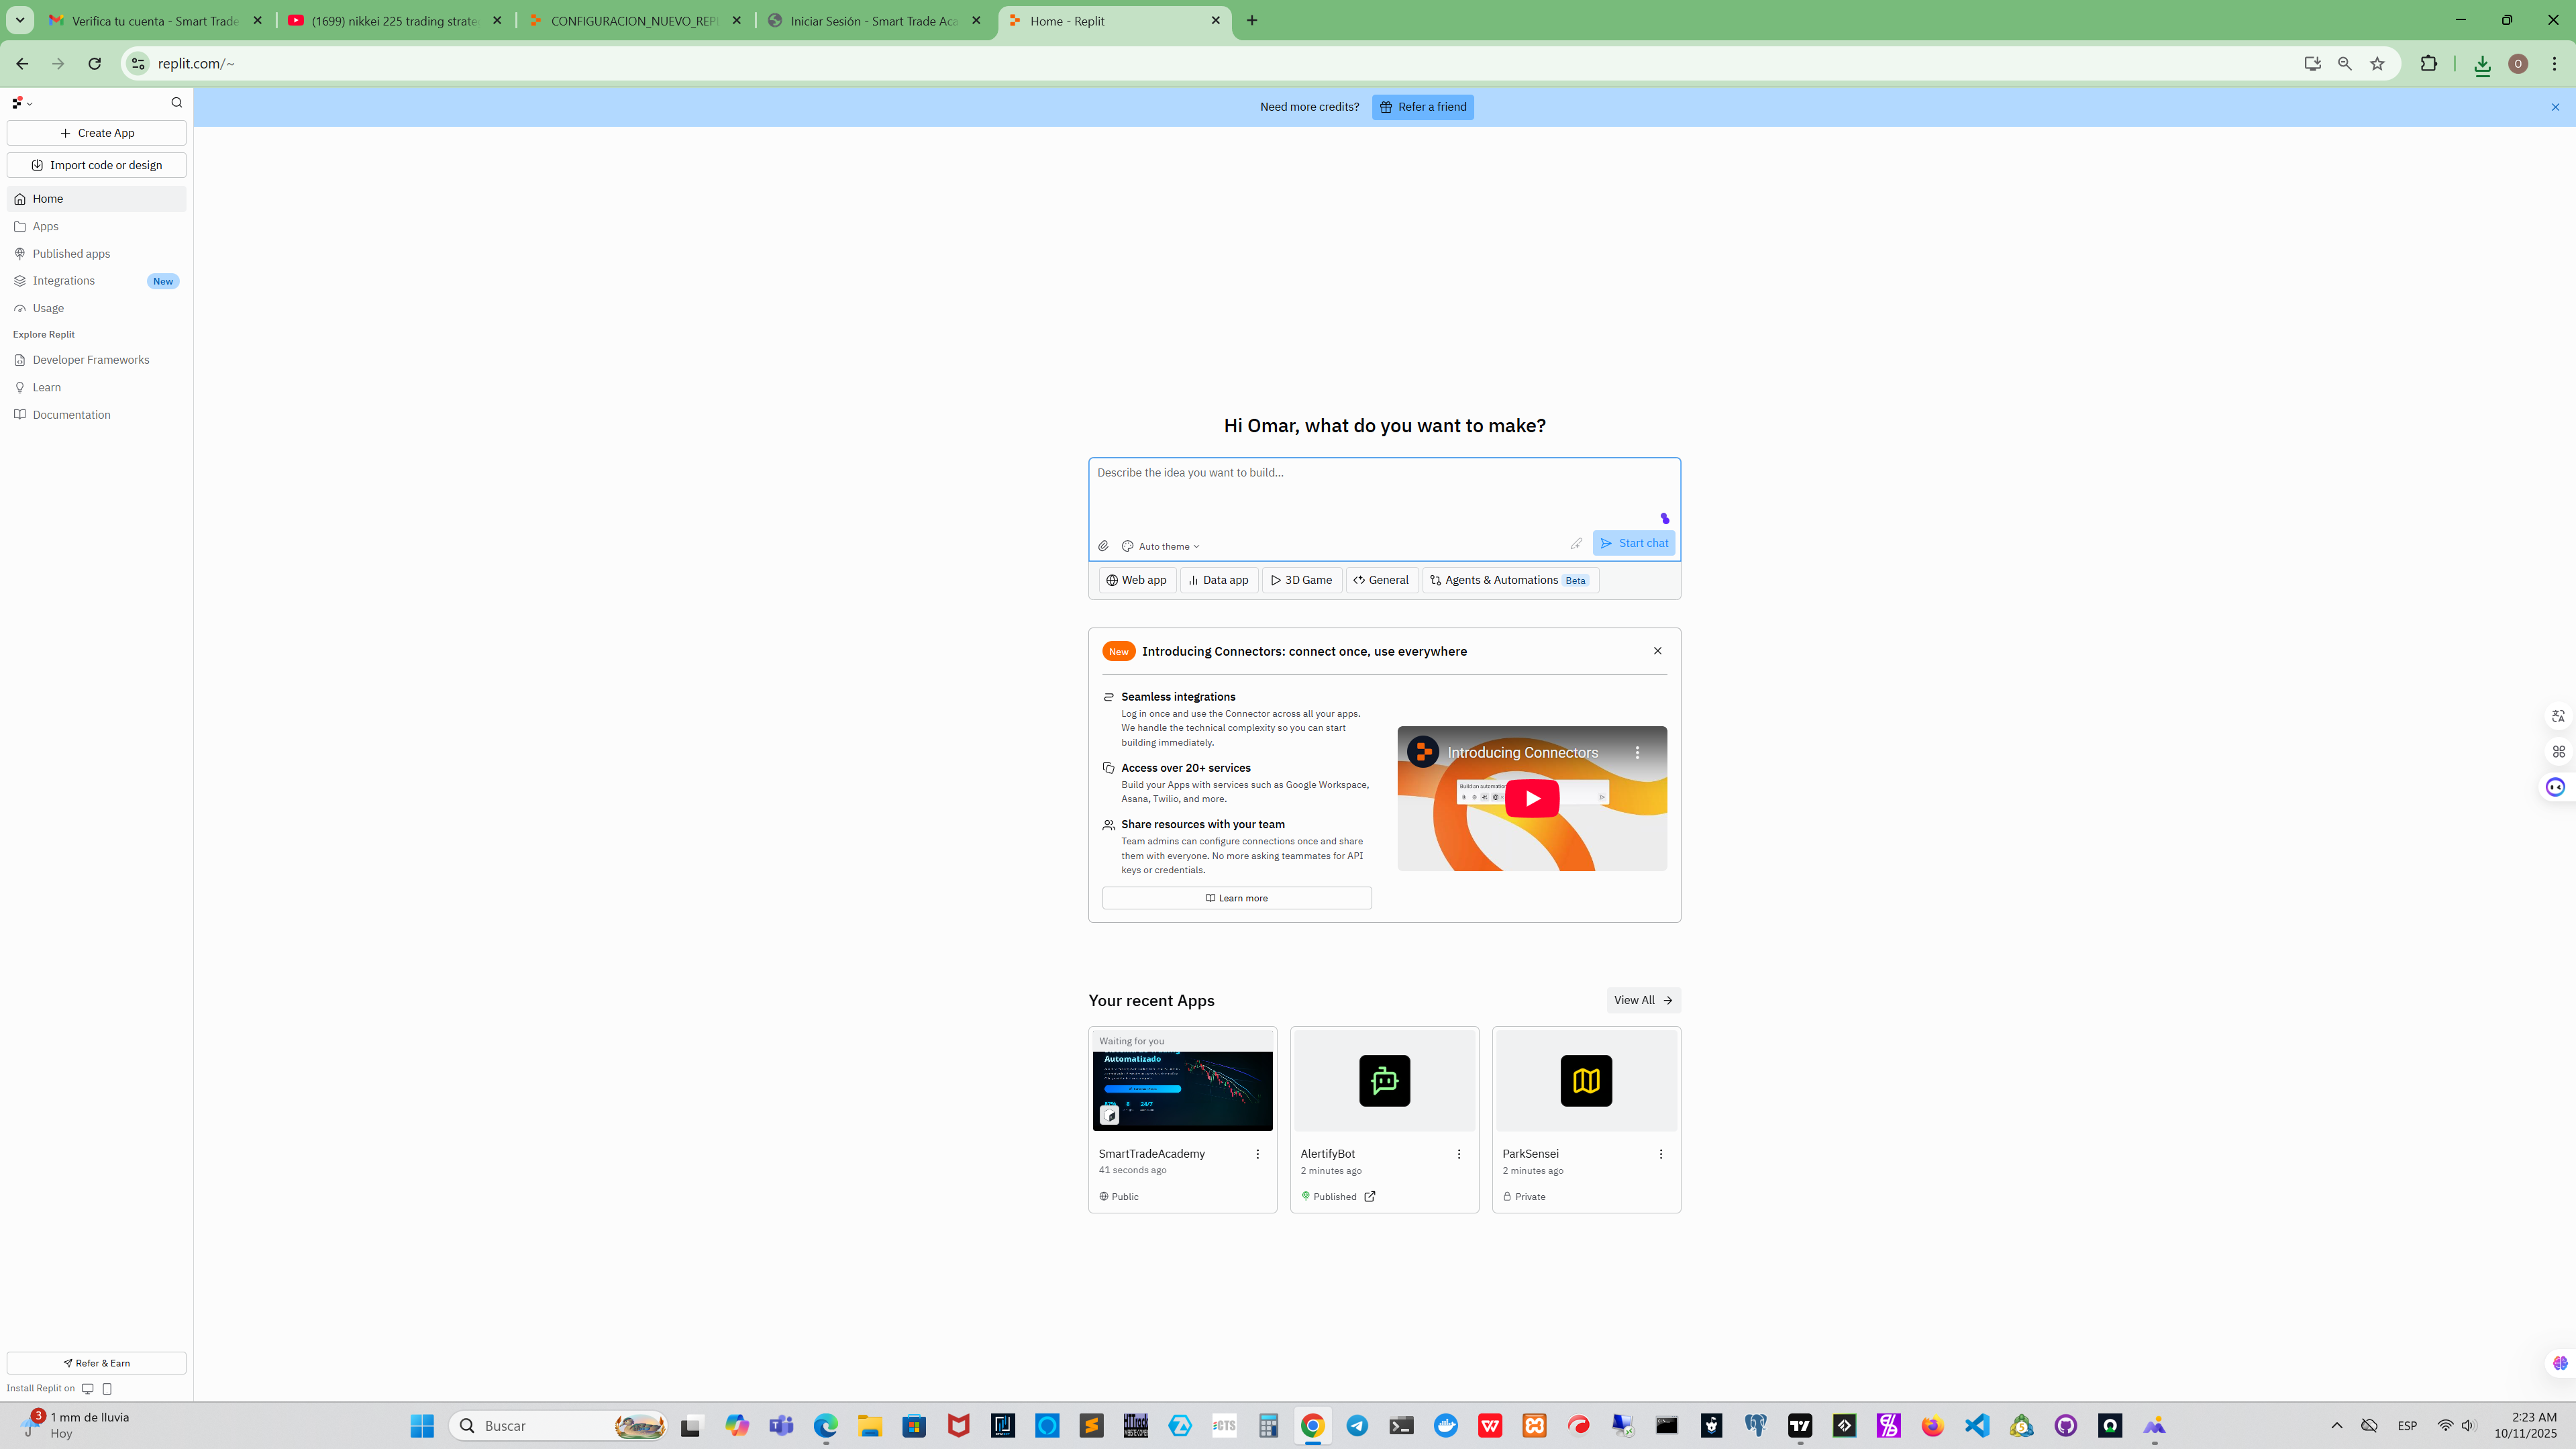 Verifica tu cuenta - Smart Trade
(1699) nikkei 225 trading strate
CONFIGURACION_NUEVO_REPL
Iniciar Sesión - Smart Trade Aca
Home - Replit
replit.com/~
O
Need more credits?
Refer a friend
Create App
Import code or design
Home
Apps
Published apps
Integrations
New
Usage
Explore Replit
Developer Frameworks
Learn
Documentation
Hi Omar, what do you want to make?
Describe the idea you want to build...
Auto theme
Start chat
Web app
Data app
3D Game
General
Agents & Automations
Beta
New
Introducing Connectors: connect once, use everywhere
Seamless integrations
Log in once and use the Connector across all your apps.
We handle the technical complexity so you can start
building immediately.
Access over 20+ services
Build your Apps with services such as Google Workspace,
Asana, Twilio, and more.
Share resources with your team
Team admins can configure connections once and share
them with everyone. No more asking teammates for API
keys or credentials.
Learn more
Introducing Connectors
Your recent Apps
View All
Waiting for you
Automatizado
24/7
SmartTradeAcademy
41 seconds ago
Public
AlertifyBot
2 minutes ago
Published
ParkSensei
2 minutes ago
Private
Refer & Earn
Install Replit on
3
1 mm de lluvia
Hoy
Buscar
ESP
2:23 AM
10/11/2025